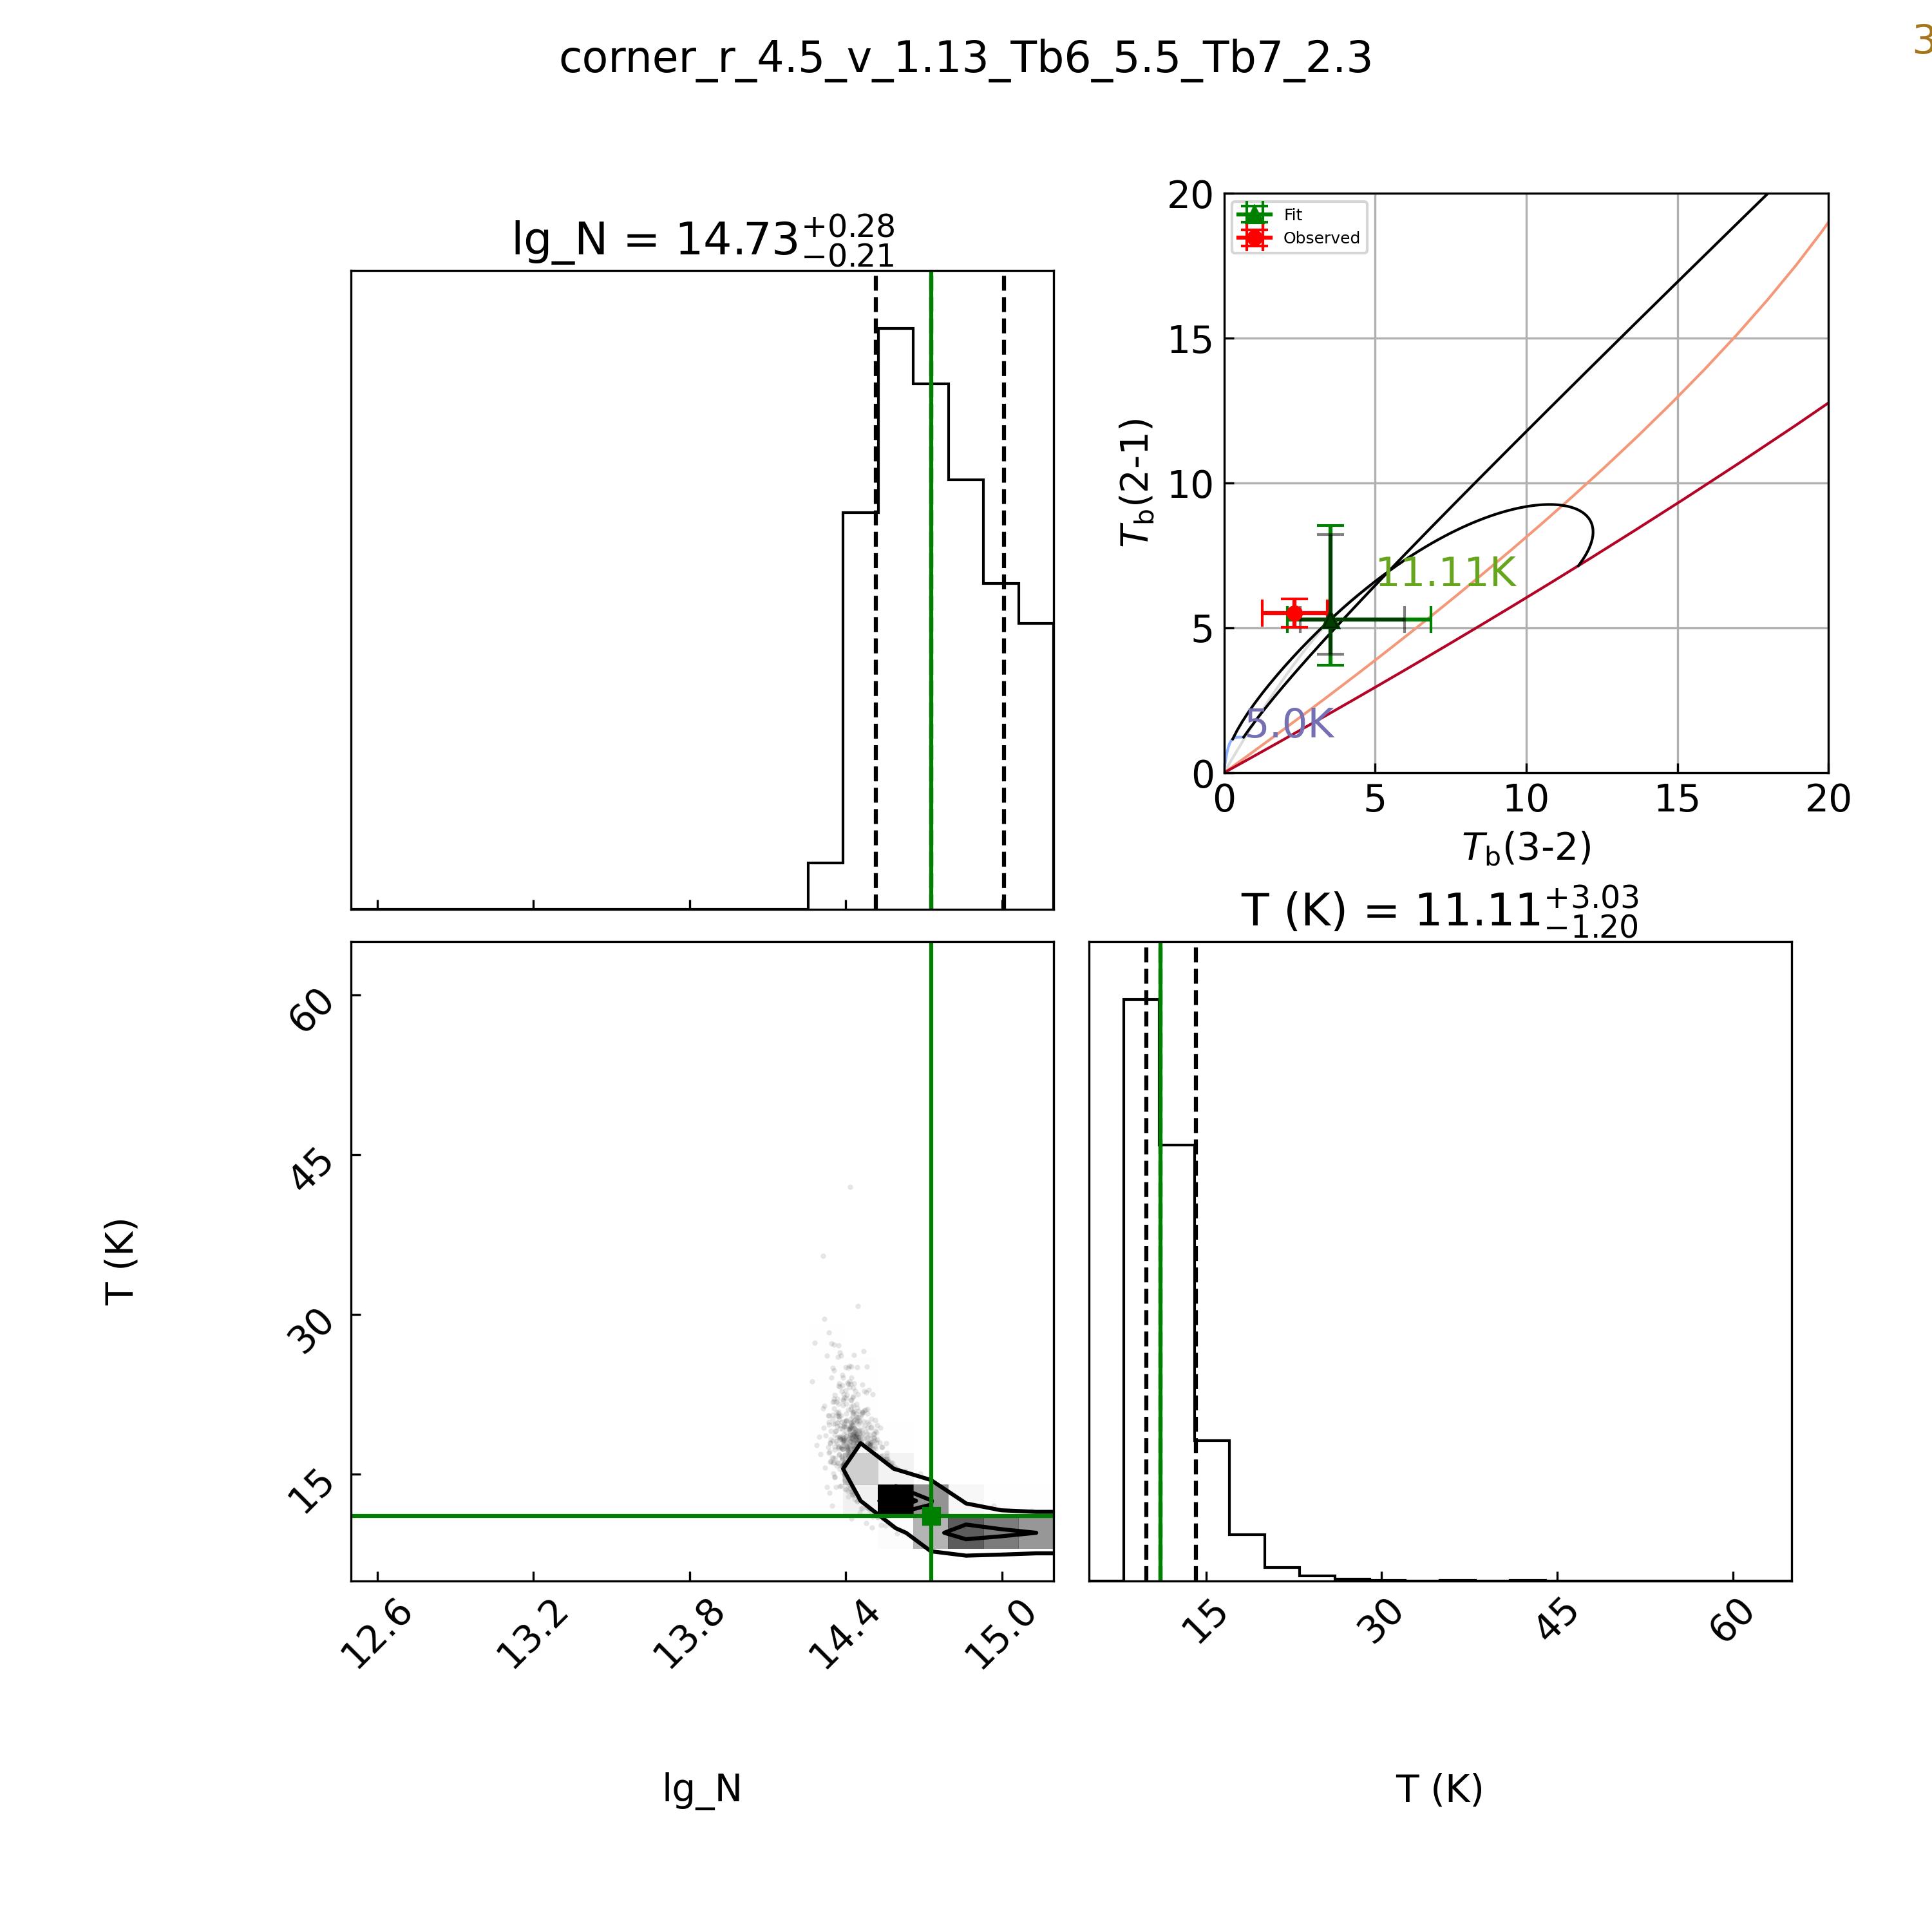 corner_r_4.5_v_1.13_Tb6_5.5_Tb7_2.3
3
lg_N = 14.73+0.28−0.21
20
15
10
5
0
Fit
Observed
11.11K
5.0K
Tb(2-1)
0 5 10 15 20
Tb(3-2)
T (K) = 11.11+3.03−1.20
60
45
30
15
T (K)
12.6 13.2 13.8 14.4 15.0
15 30 45 60
lg_N
T (K)